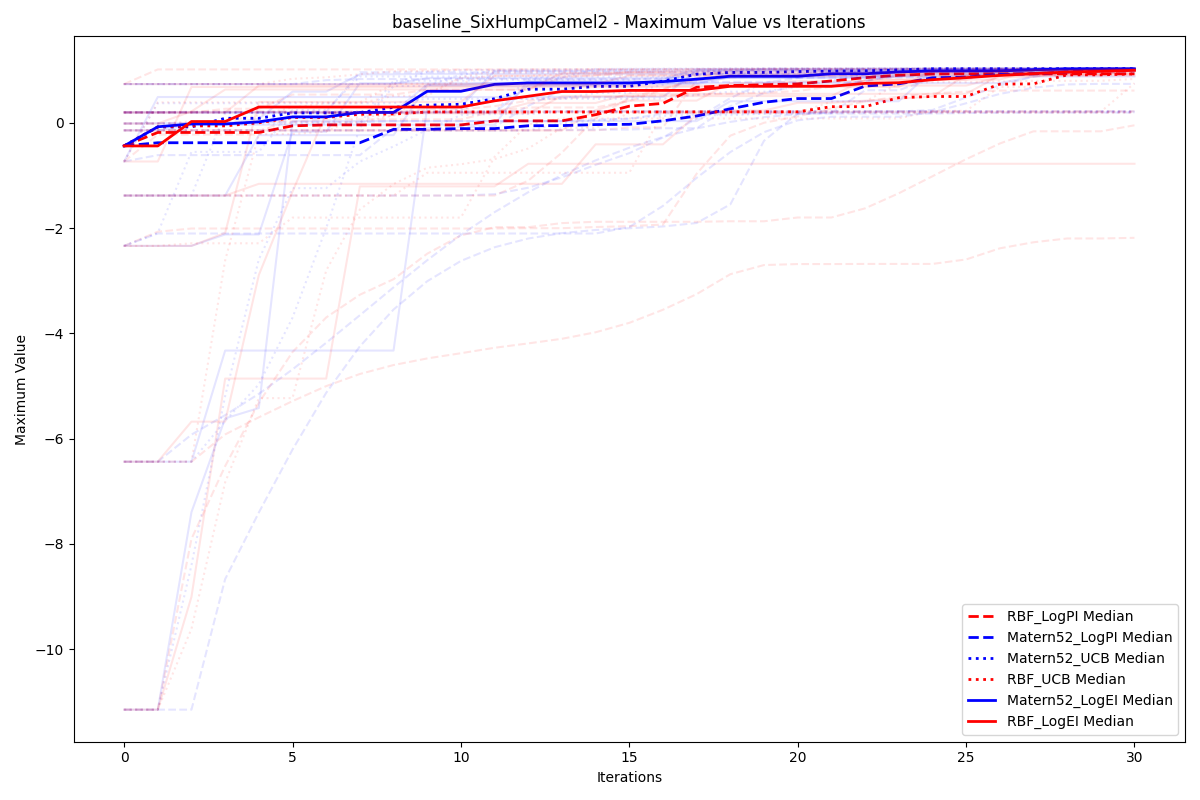 baseline_SixHumpCamel2 - Maximum Value vs Iterations
Maximum Value
0
−2
−4
−6
−8
−10
0
5
10
15
20
25
30
Iterations
RBF_LogPI Median
Matern52_LogPI Median
Matern52_UCB Median
RBF_UCB Median
Matern52_LogEI Median
RBF_LogEI Median